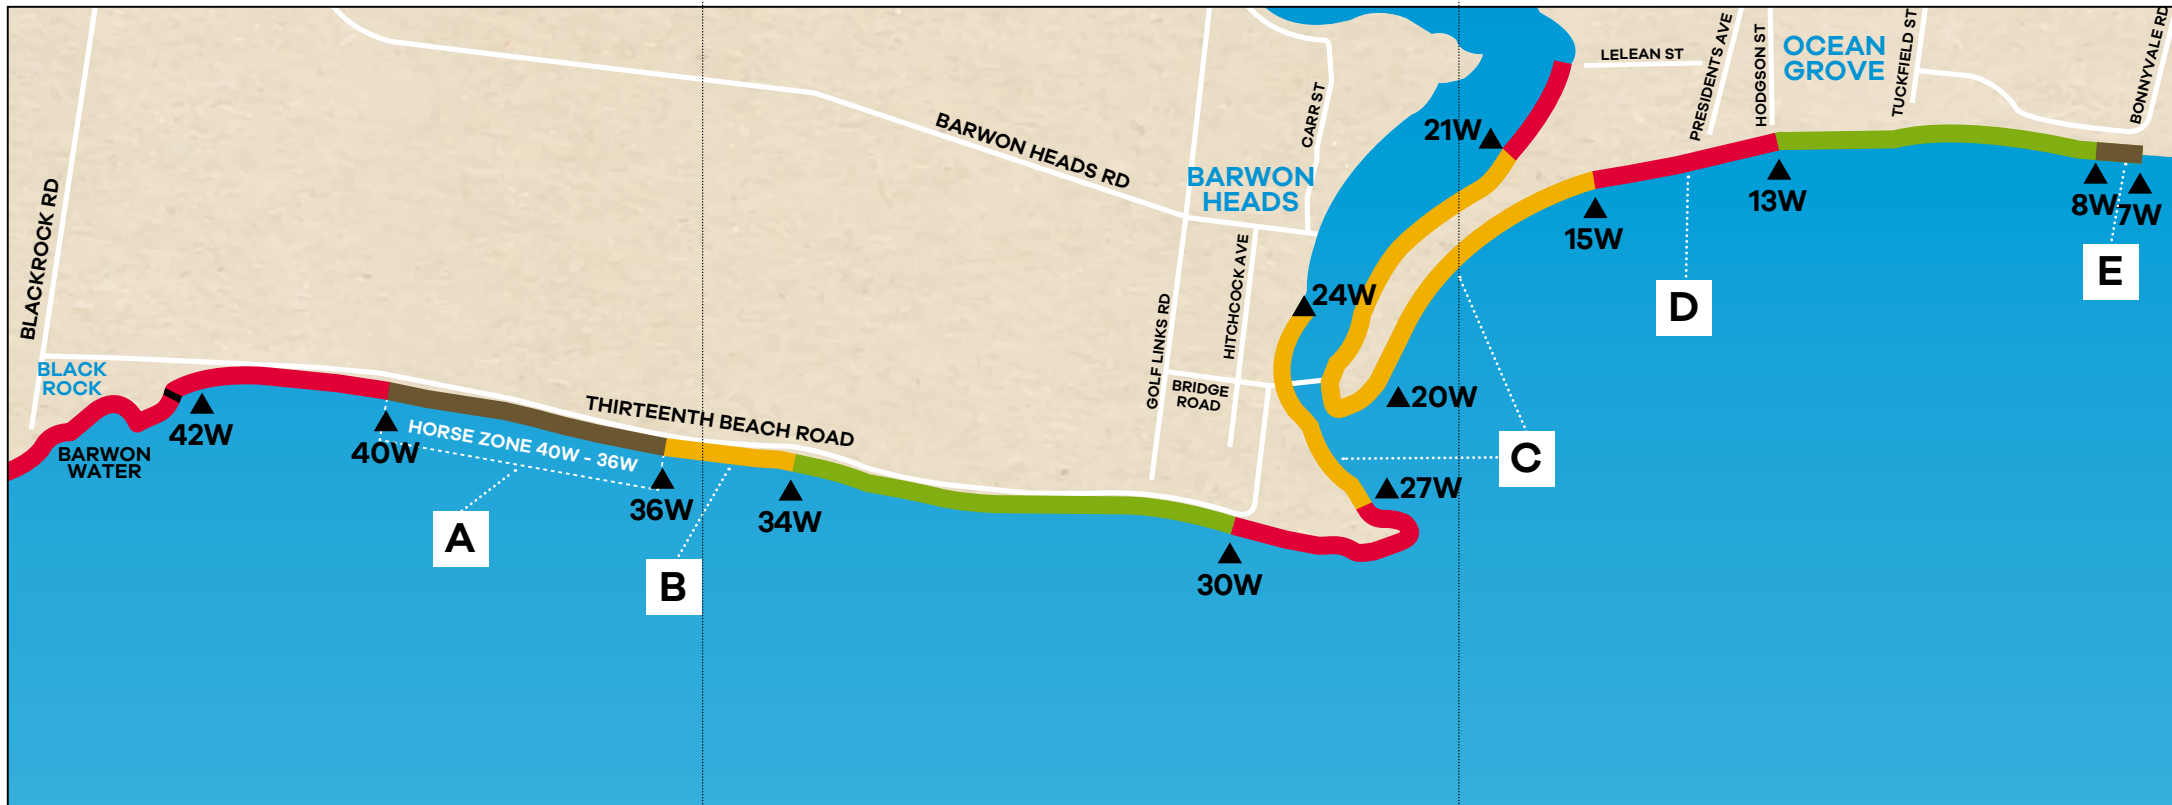 LELEAN ST
PRESIDENTS AVE
HODGSON ST
OCEAN
GROVE
TUCKFIELD ST
BONNYVALE RD
CARR ST
BARWON HEADS RD
21W
BARWON
HEADS
13W
8W
7W
15W
BLACKROCK RD
HITCHCOCK AVE
E
24W
D
GOLF LINKS RD
BLACK
ROCK
BRIDGE
ROAD
20W
THIRTEENTH BEACH ROAD
42W
40W
HORSE ZONE 40W - 36W
BARWON
WATER
C
27W
36W
34W
A
B
30W